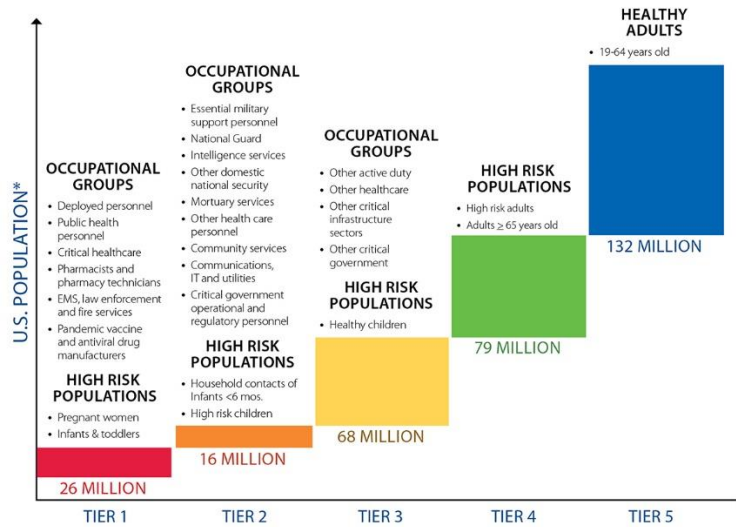 U.S. POPULATION*
OCCUPATIONAL
GROUPS
• Deployed personnel
• Public health
personnel
• Critical healthcare
• Pharmacists and
pharmacy technicians
• EMS, law enforcement
and fire services
• Pandemic vaccine
and antiviral drug
manufacturers
HIGH RISK
POPULATIONS
• Pregnant women
• Infants & toddlers
26 MILLION
TIER 1
OCCUPATIONAL
GROUPS
• Essential military
support personnel
• National Guard
• Intelligence services
• Other domestic
national security
• Mortuary services
• Other health care
personnel
• Community services
• Communications,
IT and utilities
• Critical government
operational and
regulatory personnel
HIGH RISK
POPULATIONS
• Household contacts of
Infants <6 mos.
• High risk children
16 MILLION
TIER 2
OCCUPATIONAL
GROUPS
• Other active duty
• Other healthcare
• Other critical
infrastructure
sectors
• Other critical
government
HIGH RISK
POPULATIONS
• Healthy children
68 MILLION
TIER 3
HIGH RISK
POPULATIONS
• High risk adults
• Adults ≥ 65 years old
79 MILLION
TIER 4
HEALTHY
ADULTS
• 19-64 years old
132 MILLION
TIER 5